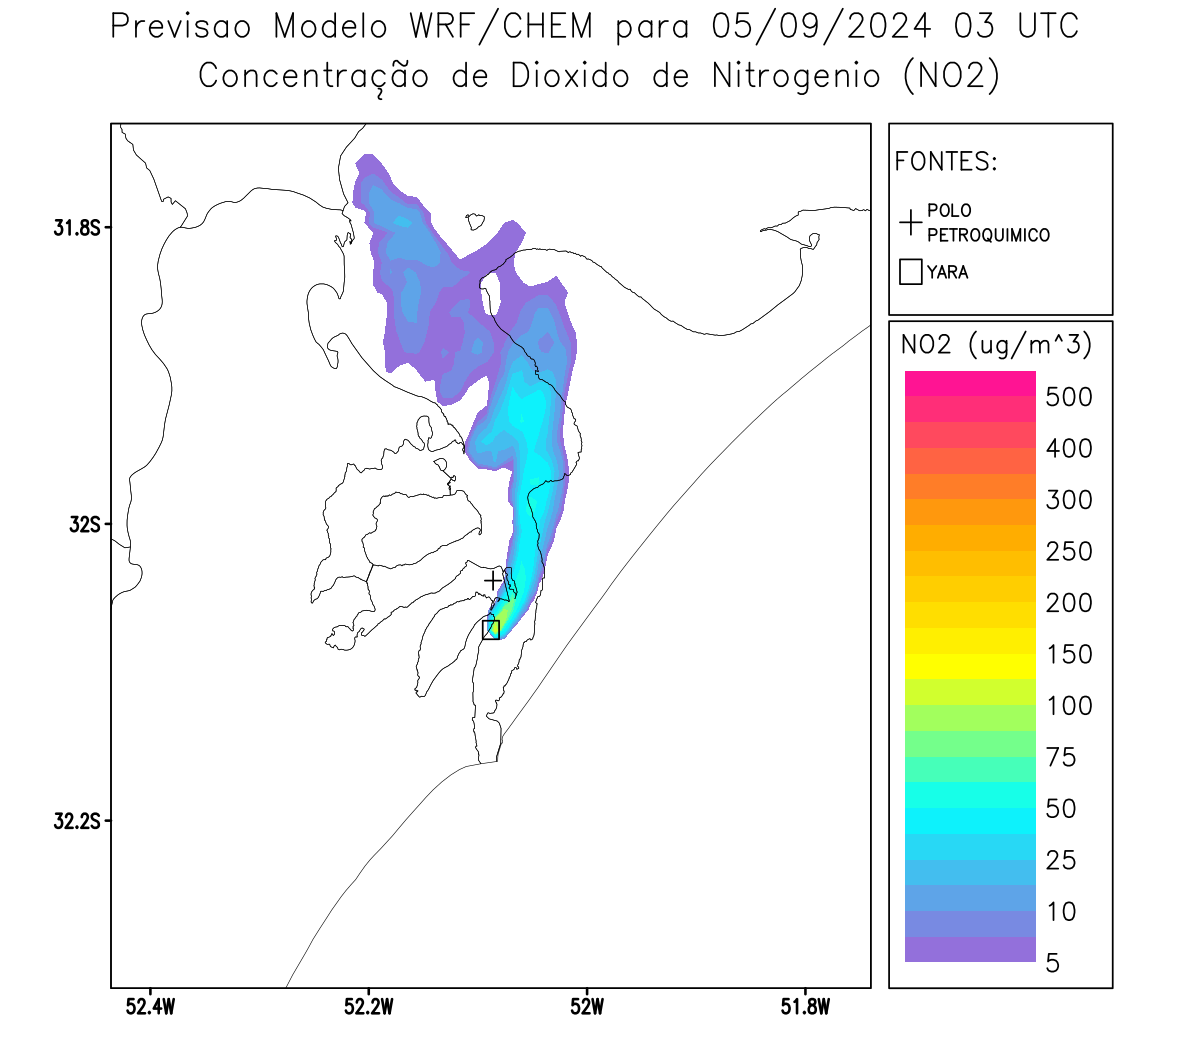 Previsao Modelo WRF/CHEM para 05/09/2024 03 UTC
Concentração de Dioxido de Nitrogenio (NO2)
FONTES:
POLO
PETROQUIMICO
YARA
NO2 (ug/m^3)
500
400
300
250
200
150
100
75
50
25
10
5
31.8S
32S
32.2S
52.4W
52.2W
52W
51.8W